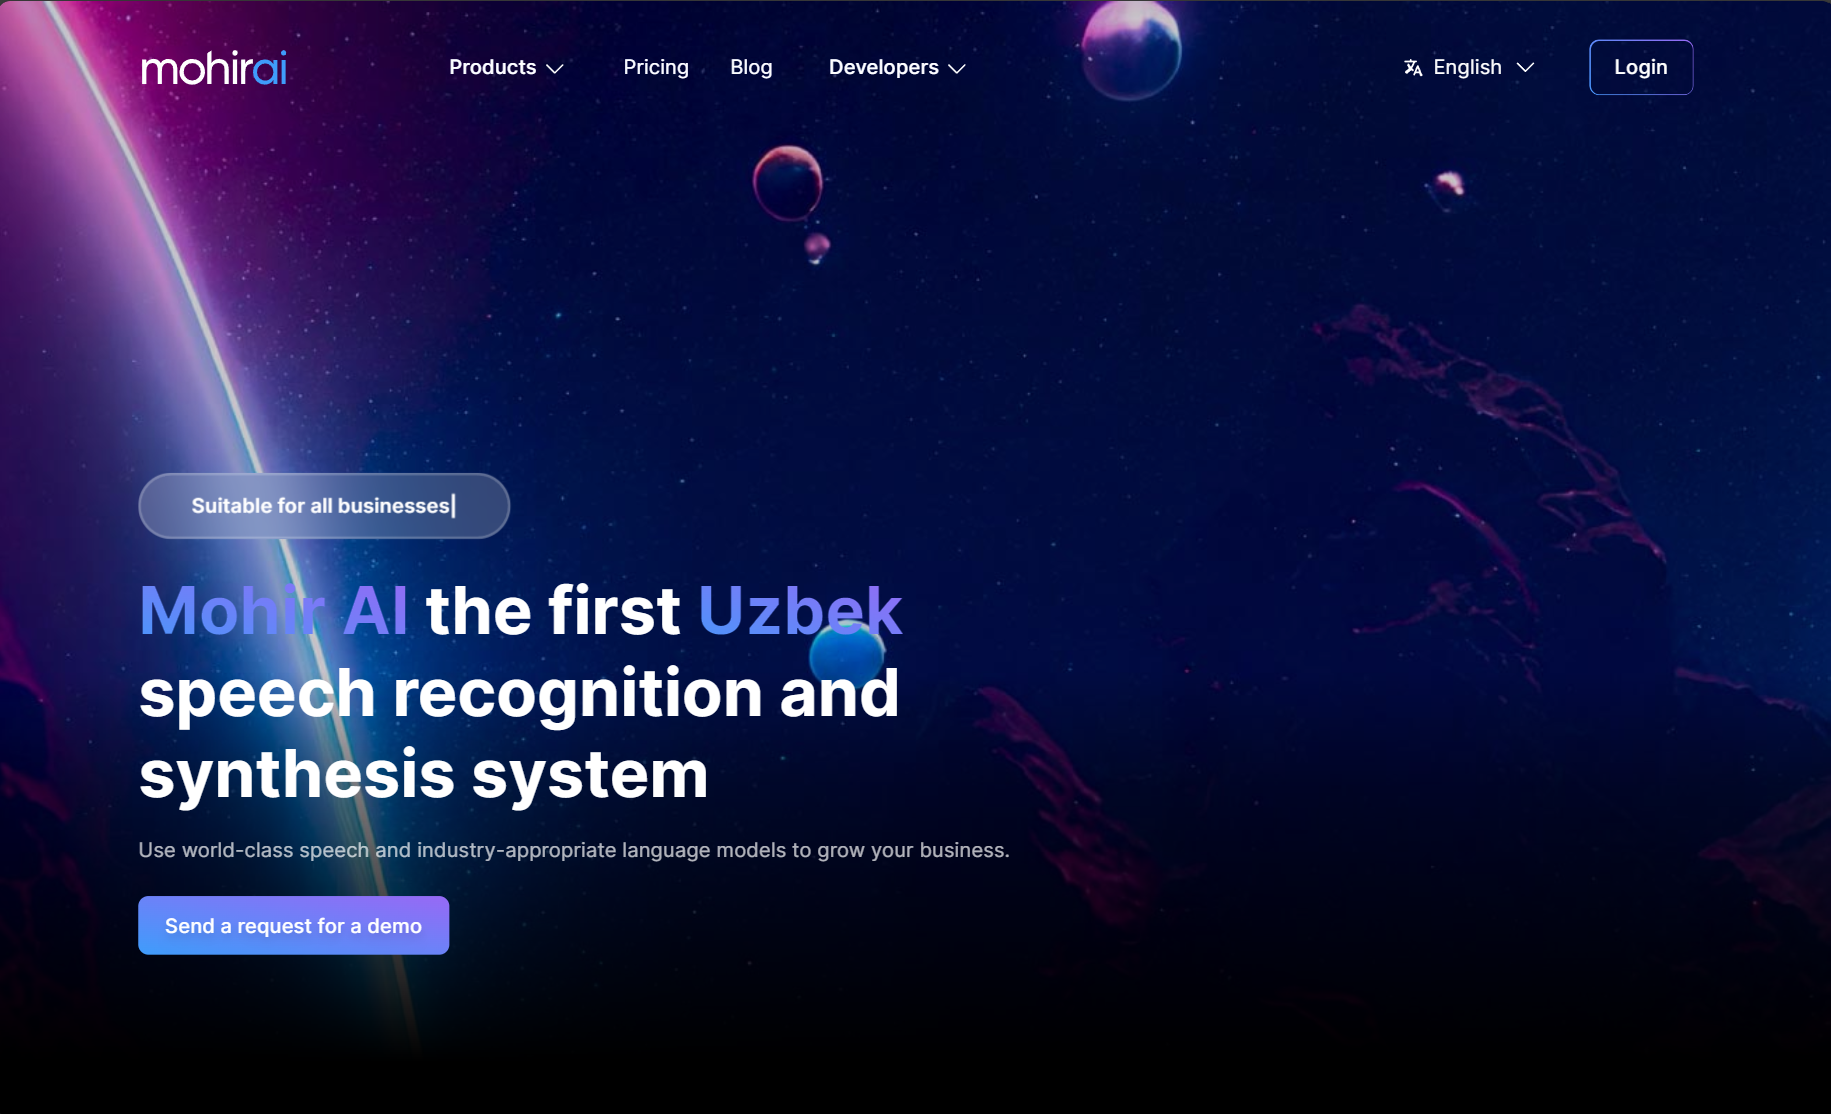 mohirai
Products
Pricing
Blog
Developers
English
Login
Suitable for all businesses
Mohir AI the first Uzbek
speech recognition and
synthesis system
Use world-class speech and industry-appropriate language models to grow your business.
Send a request for a demo